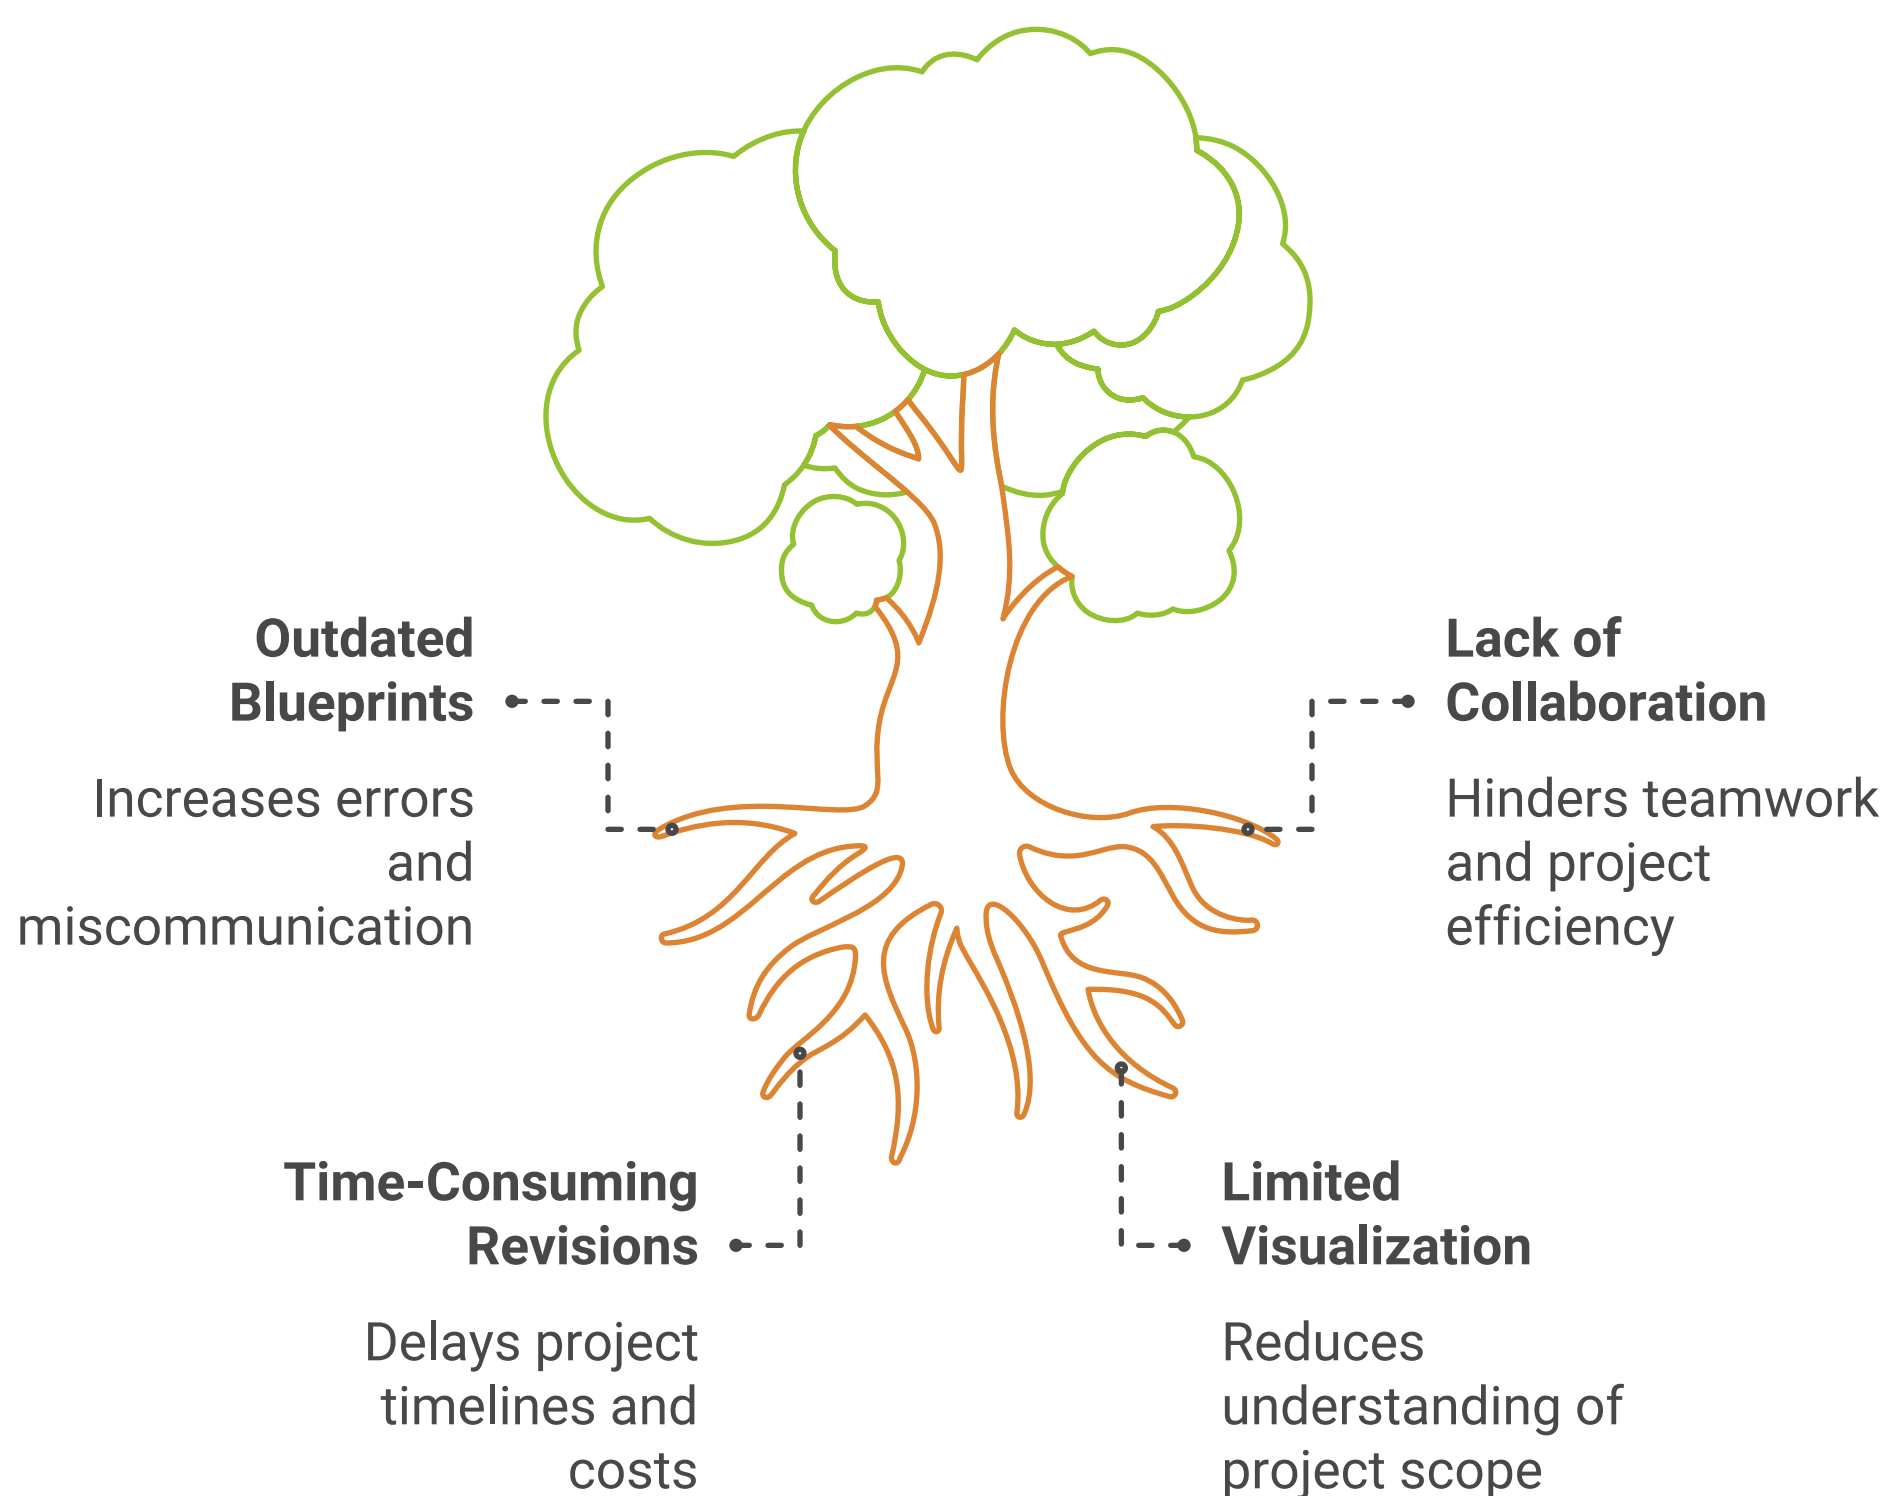 Outdated
Blueprints
Increases errors
and
miscommunication
Lack of
Collaboration
Hinders teamwork
and project
efficiency
Time-Consuming
Revisions
Delays project
timelines and
costs
Limited
Visualization
Reduces
understanding of
project scope